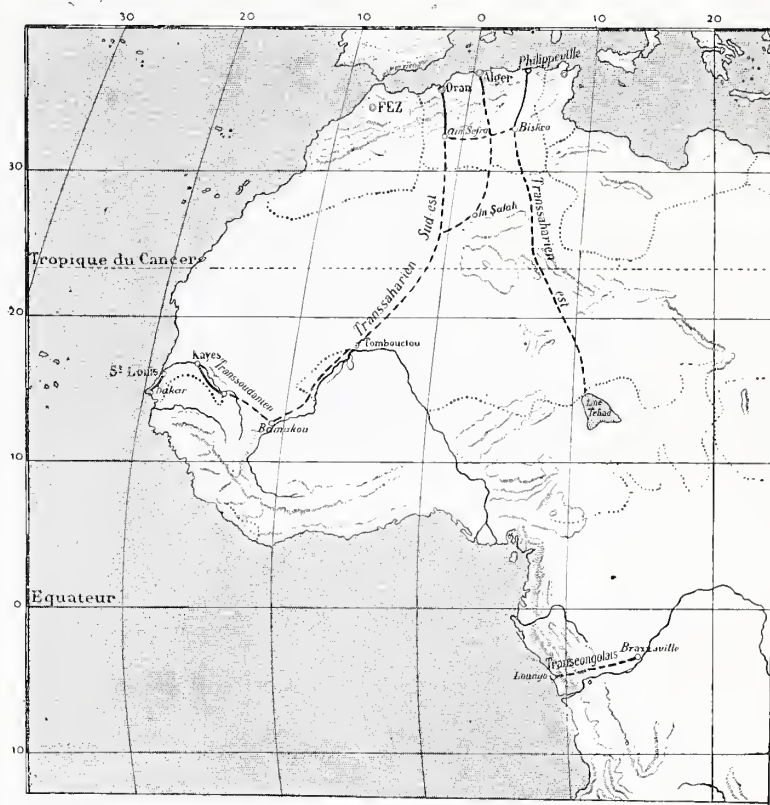 30 20 10 0 10 20
Philippeville
Alger
Oran
FEZ
Aïn Sefra
Biskra
30
Transsaharien est
Sud est
In Salah
Tropique du Cancer
Transsaharien
20
Tombouctou
Kayes
St Louis
Transsoudanien
Dakar
Lac
Tchad
Bamakou
10
0
Equateur
Brazzaville
Transcongolais
Loango
10